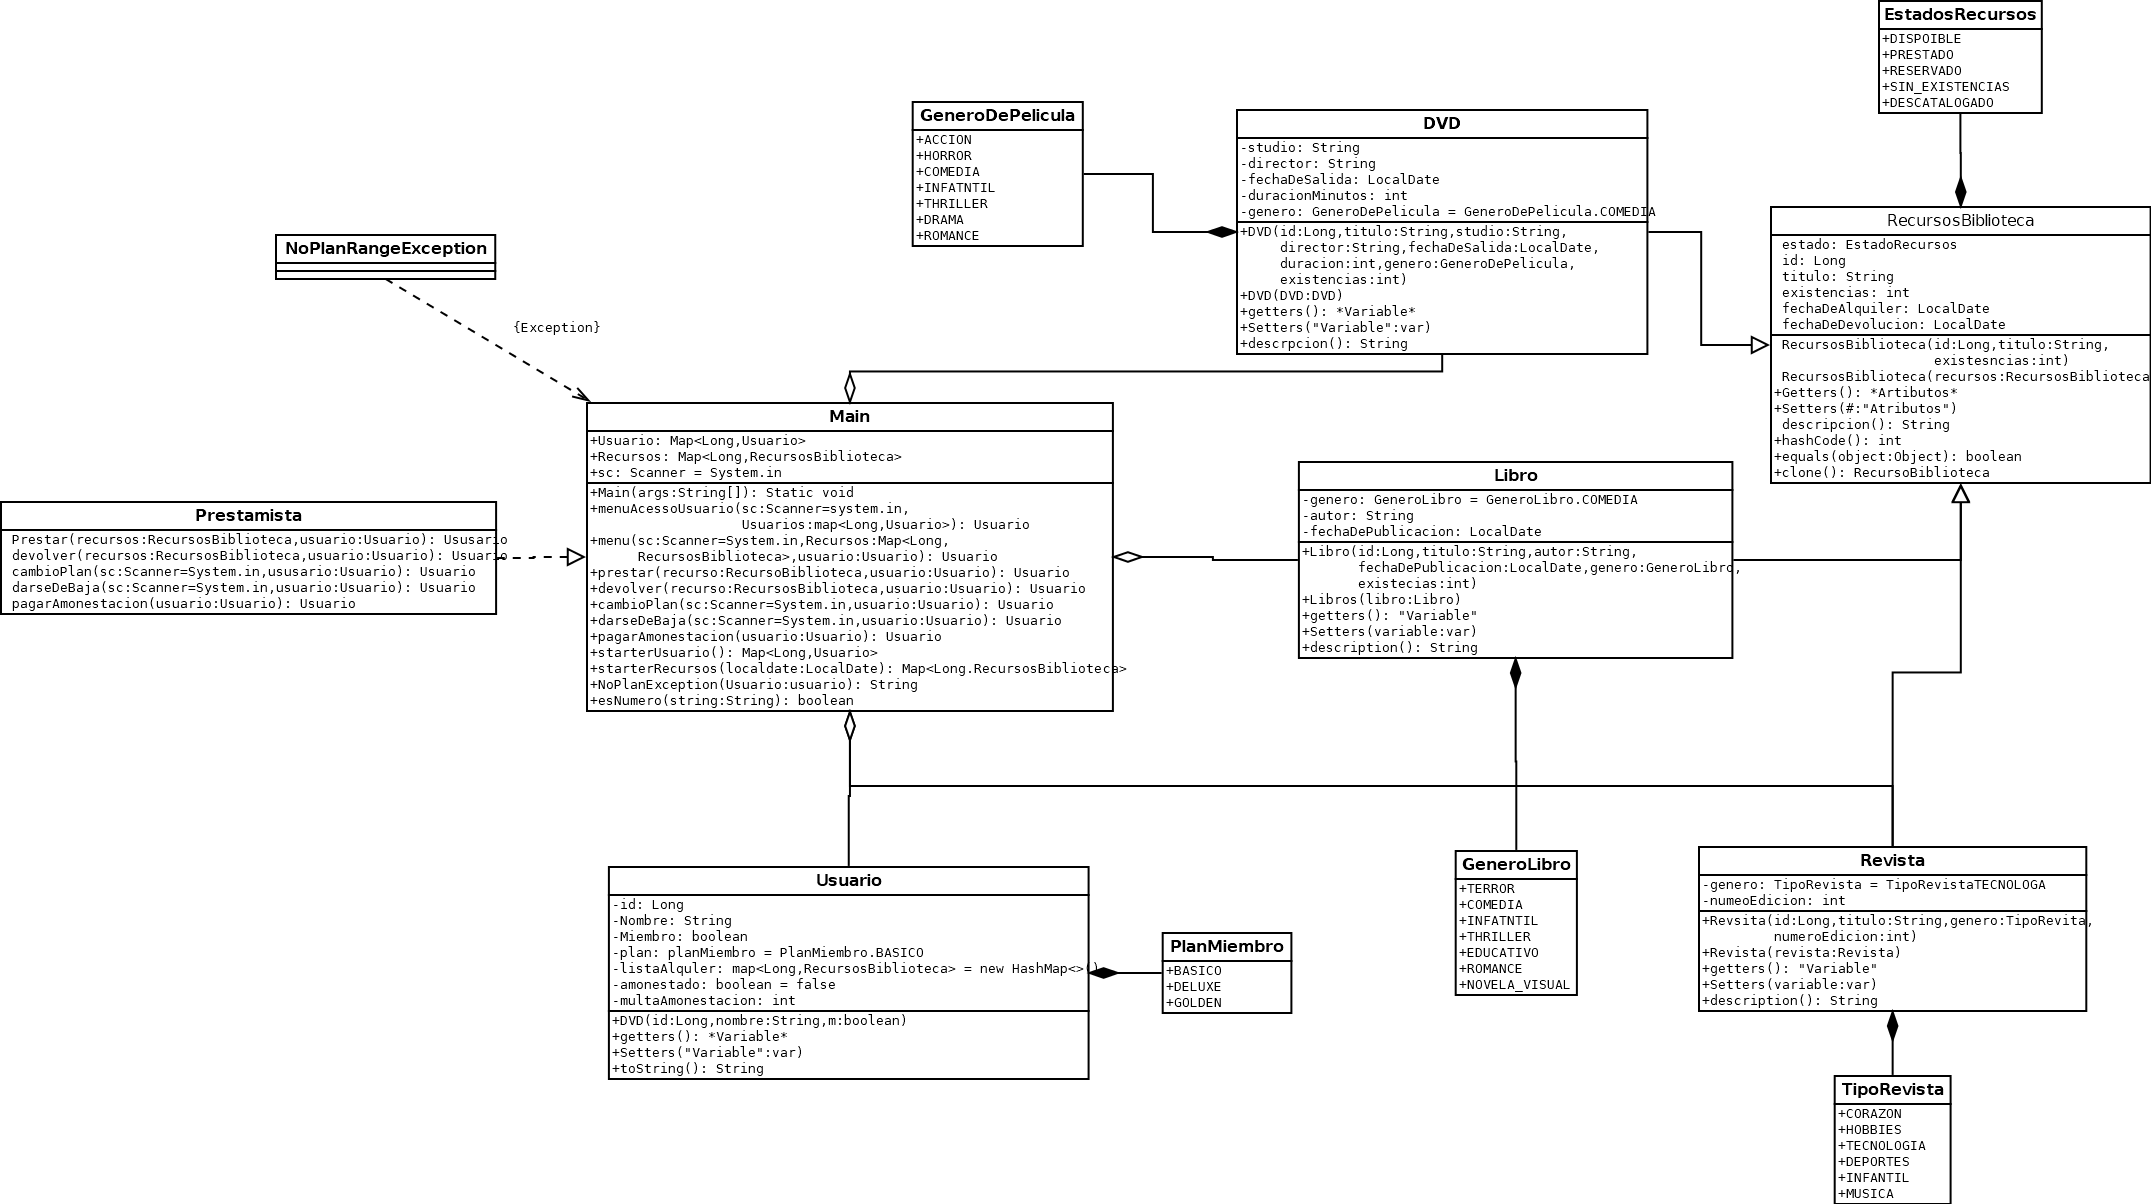 EstadosRecursos
+DISPOIBLE
+PRESTADO
+RESERVADO
+SIN_EXISTENCIAS
+DESCATALOGADO
GeneroDePelicula
+ACCION
+HORROR
+COMEDIA
+INFATNTIL
+THRILLER
+DRAMA
+ROMANCE
DVD
-studio: String
-director: String
-fechaDeSalida: LocalDate
-duracionMinutos: int
-genero: GeneroDePelicula = GeneroDePelicula.COMEDIA
+DVD(id:Long,titulo:String,studio:String,
director:String,fechaDeSalida:LocalDate,
duracion:int,genero:GeneroDePelicula,
existencias:int)
+DVD(DVD:DVD)
+getters(): *Variable*
+Setters("Variable":var)
+descrpcion(): String
RecursosBiblioteca
estado: EstadoRecursos
id: Long
titulo: String
existencias: int
fechaDeAlquiler: LocalDate
fechaDeDevolucion: LocalDate
RecursosBiblioteca(id:Long,titulo:String,
existesncias:int)
RecursosBiblioteca(recursos:RecursosBiblioteca
+Getters(): *Artibutos*
+Setters(#:"Atributos")
descripcion(): String
+hashCode(): int
+equals(object:Object): boolean
+clone(): RecursoBiblioteca
NoPlanRangeException
{Exception}
Main
+Usuario: Map<Long,Usuario>
+Recursos: Map<Long,RecursosBiblioteca>
+sc: Scanner = System.in
+Main(args:String[]): Static void
+menuAcessoUsuario(sc:Scanner=system.in,
Usuarios:map<Long,Usuario>): Usuario
+menu(sc:Scanner=System.in,Recursos:Map<Long,
RecursosBiblioteca>,usuario:Usuario): Usuario
+prestar(recurso:RecursoBiblioteca,usuario:Usuario): Usuario
+devolver(recurso:RecursosBiblioteca,usuario:Usuario): Usuario
+cambioPlan(sc:Scanner=System.in,usuario:Usuario): Usuario
+darseDeBaja(sc:Scanner=System.in,usuario:Usuario): Usuario
+pagarAmonestacion(usuario:Usuario): Usuario
+starterUsuario(): Map<Long,Usuario>
+starterRecursos(localdate:LocalDate): Map<Long.RecursosBiblioteca>
+NoPlanException(Usuario:usuario): String
+esNumero(string:String): boolean
Prestamista
Prestar(recursos:RecursosBiblioteca,usuario:Usuario): Ususario
devolver(recursos:RecursosBiblioteca,usuario:Usuario): Usuario
cambioPlan(sc:Scanner=System.in,ususario:Usuario): Usuario
darseDeBaja(sc:Scanner=System.in,usuario:Usuario): Usuario
pagarAmonestacion(usuario:Usuario): Usuario
Libro
-genero: GeneroLibro = GeneroLibro.COMEDIA
-autor: String
-fechaDePublicacion: LocalDate
+Libro(id:Long,titulo:String,autor:String,
fechaDePublicacion:LocalDate,genero:GeneroLibro,
existecias:int)
+Libros(libro:Libro)
+getters(): "Variable"
+Setters(variable:var)
+description(): String
Usuario
-id: Long
-Nombre: String
-Miembro: boolean
-plan: planMiembro = PlanMiembro.BASICO
-listaAlquler: map<Long,RecursosBiblioteca> = new HashMap<>()
-amonestado: boolean = false
-multaAmonestacion: int
+DVD(id:Long,nombre:String,m:boolean)
+getters(): *Variable*
+Setters("Variable":var)
+toString(): String
PlanMiembro
+BASICO
+DELUXE
+GOLDEN
GeneroLibro
+TERROR
+COMEDIA
+INFATNTIL
+THRILLER
+EDUCATIVO
+ROMANCE
+NOVELA_VISUAL
Revista
-genero: TipoRevista = TipoRevistaTECNOLOGA
-numeoEdicion: int
+Revsita(id:Long,titulo:String,genero:TipoRevita,
numeroEdicion:int)
+Revista(revista:Revista)
+getters(): "Variable"
+Setters(variable:var)
+description(): String
TipoRevista
+CORAZON
+HOBBIES
+TECNOLOGIA
+DEPORTES
+INFANTIL
+MUSICA